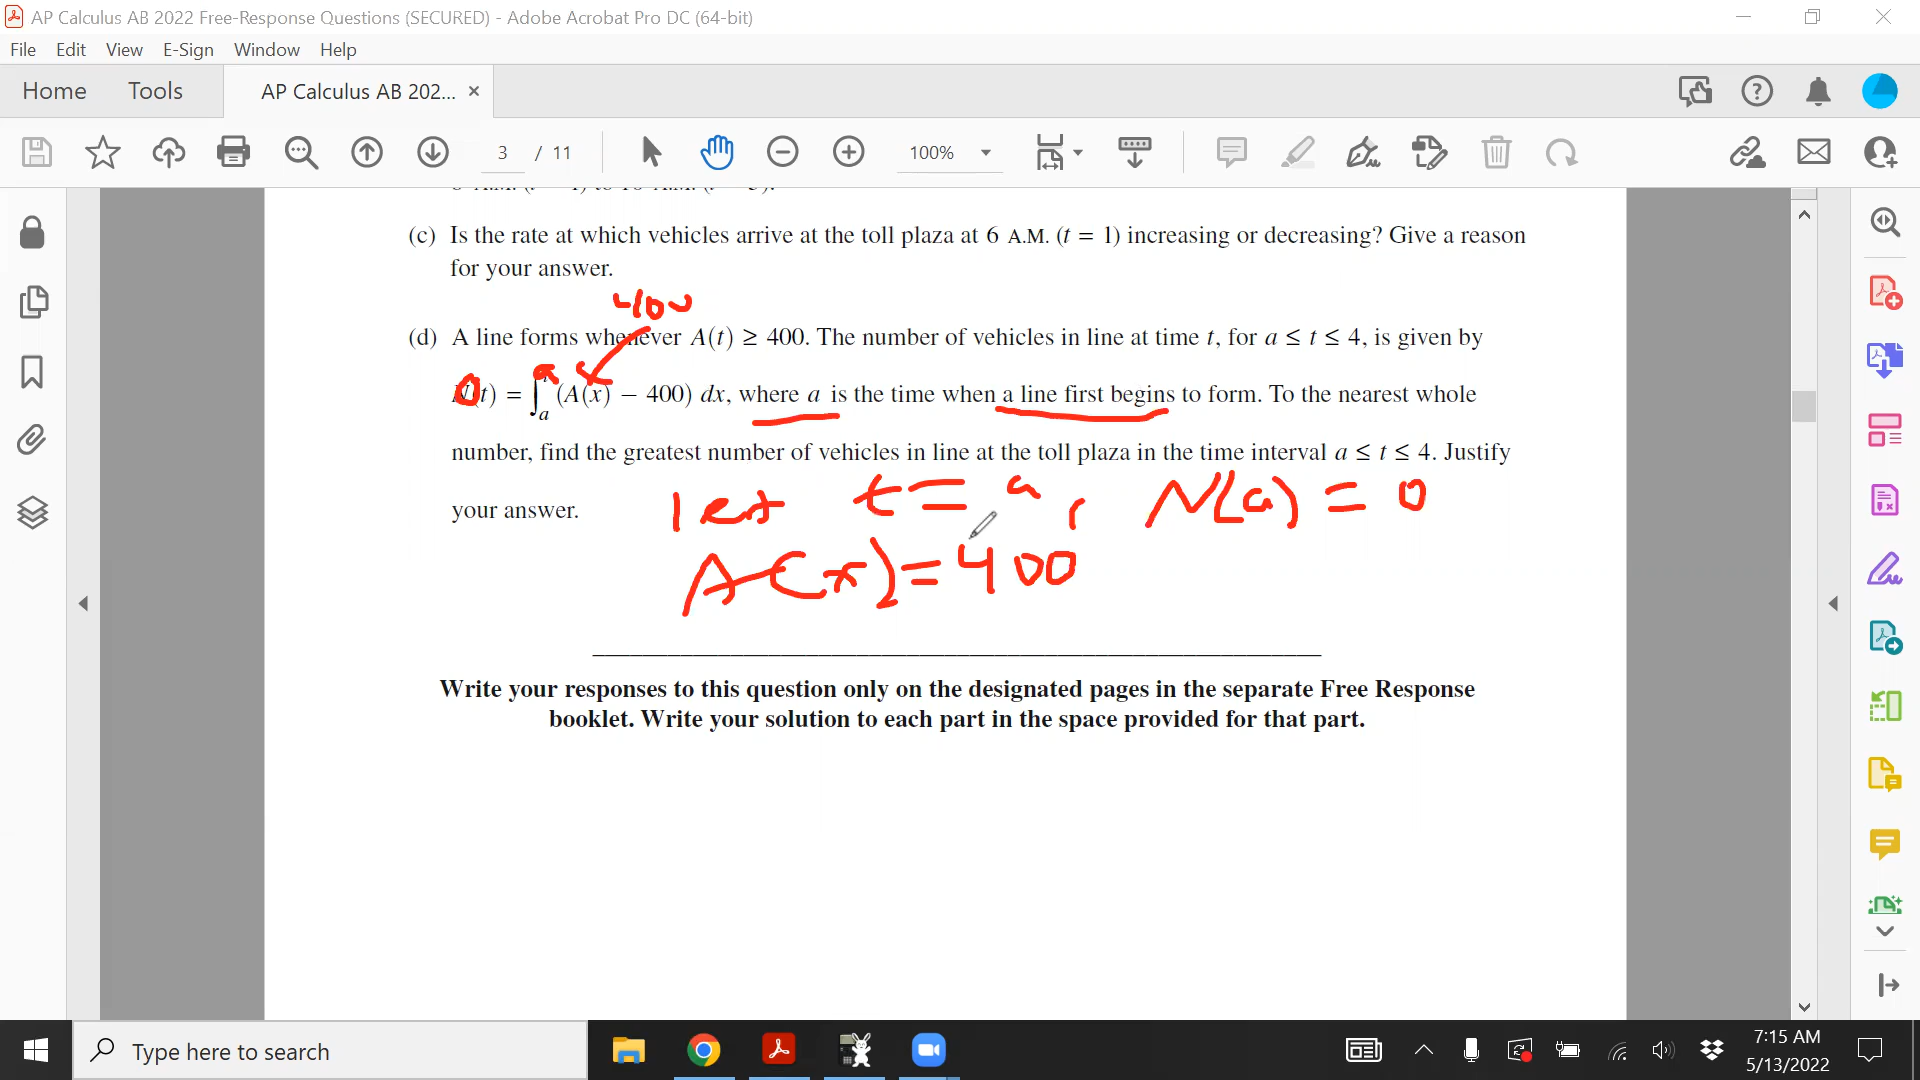 AP Calculus AB 2022 Free-Response Questions (SECURED) - Adobe Acrobat Pro DC (64-bit)
File Edit View E-Sign Window Help
Home Tools AP Calculus AB 202... ×
3 / 11 100%
(c) Is the rate at which vehicles arrive at the toll plaza at 6 A.M. (t = 1) increasing or decreasing? Give a reason
for your answer.
400
(d) A line forms whenever A(t) ≥ 400. The number of vehicles in line at time t, for a ≤ t ≤ 4, is given by
0 a
N(t) = ∫ₐ (A(x) − 400) dx, where a is the time when a line first begins to form. To the nearest whole
number, find the greatest number of vehicles in line at the toll plaza in the time interval a ≤ t ≤ 4. Justify
your answer.
let t = a, N(a) = 0
A(x) = 400
Write your responses to this question only on the designated pages in the separate Free Response
booklet. Write your solution to each part in the space provided for that part.
Type here to search
7:15 AM
5/13/2022